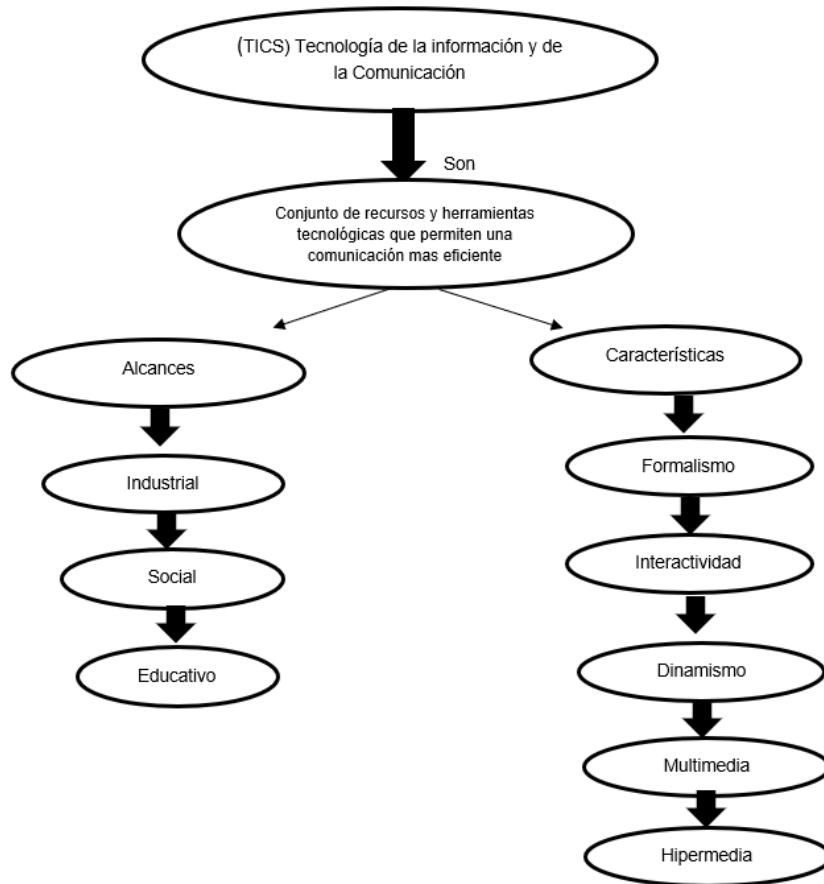 (TICS) Tecnología de la información y de
la Comunicación
Son
Conjunto de recursos y herramientas
tecnológicas que permiten una
comunicación mas eficiente
Alcances
Industrial
Social
Educativo
Característícas
Formalismo
Interactividad
Dinamismo
Multimedia
Hipermedia